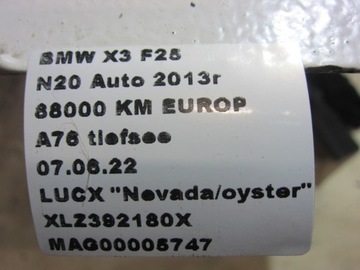 BMW X3 F25
N20 Auto 2013r
88000 KM EUROP
A76 tiefsee
07.06.22
LUCX "Nevada/oyster"
XLZ392180X
MAG00005747